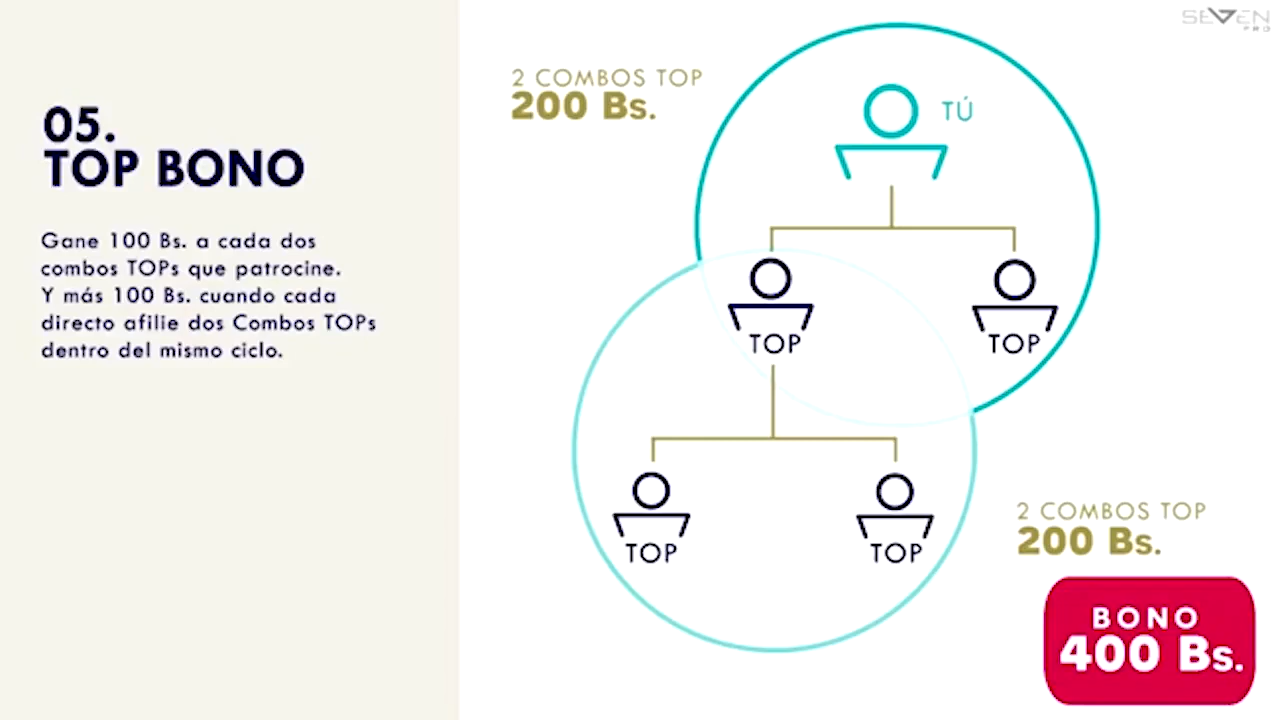 SEVEN
PRO
05.
TOP BONO
Gane 100 Bs. a cada dos
combos TOPs que patrocine.
Y más 100 Bs. cuando cada
directo afilie dos Combos TOPs
dentro del mismo ciclo.
2 COMBOS TOP
200 Bs.
TÚ
TOP
TOP
TOP
TOP
2 COMBOS TOP
200 Bs.
BONO
400 Bs.